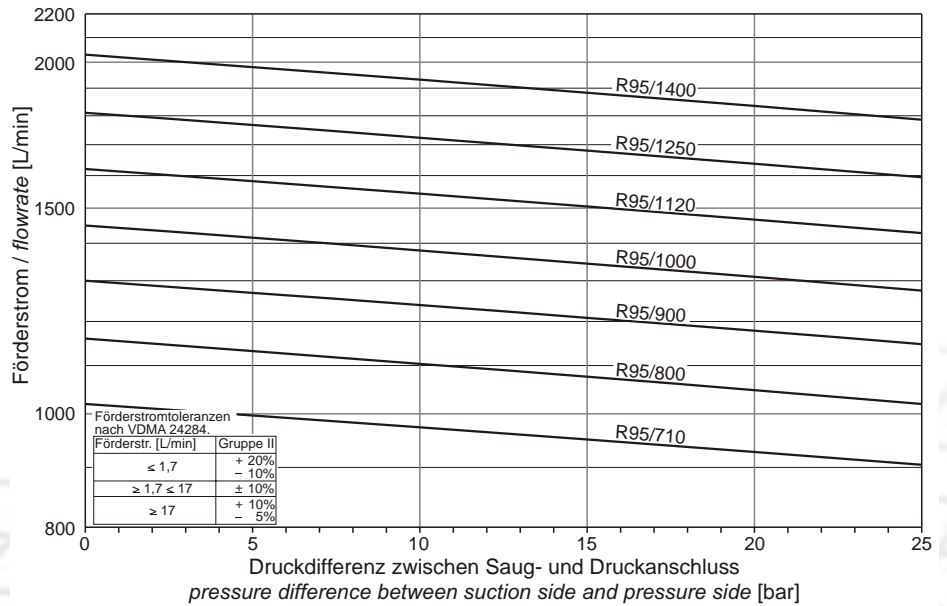 2200
2000
1500
1000
800
Förderstrom / flowrate [L/min]
R95/1400
R95/1250
R95/1120
R95/1000
R95/900
R95/800
R95/710
Förderstromtoleranzen
nach VDMA 24284.
Förderstr. [L/min] Gruppe II
≤ 1,7 + 20%
– 10%
≥ 1,7 ≤ 17 ± 10%
≥ 17 + 10%
– 5%
0 5 10 15 20 25
Druckdifferenz zwischen Saug- und Druckanschluss
pressure difference between suction side and pressure side [bar]